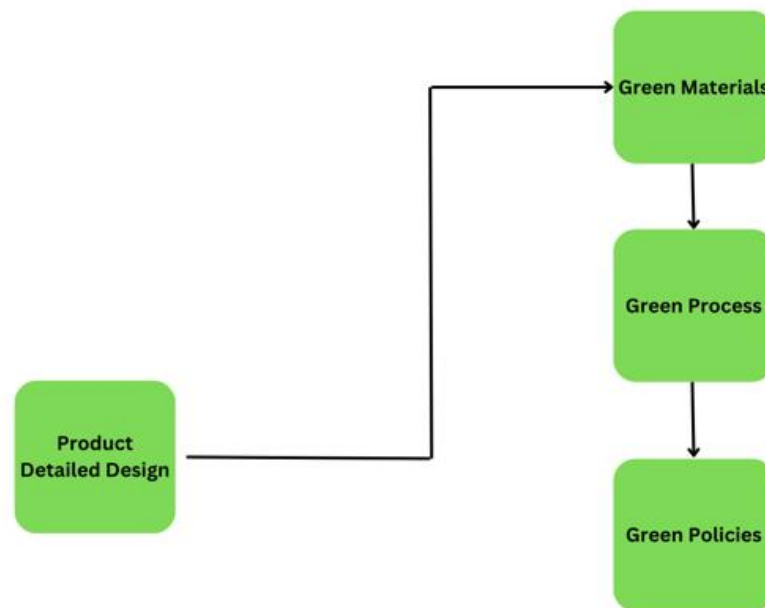 Green Materials
Green Process
Product
Detailed Design
Green Policies